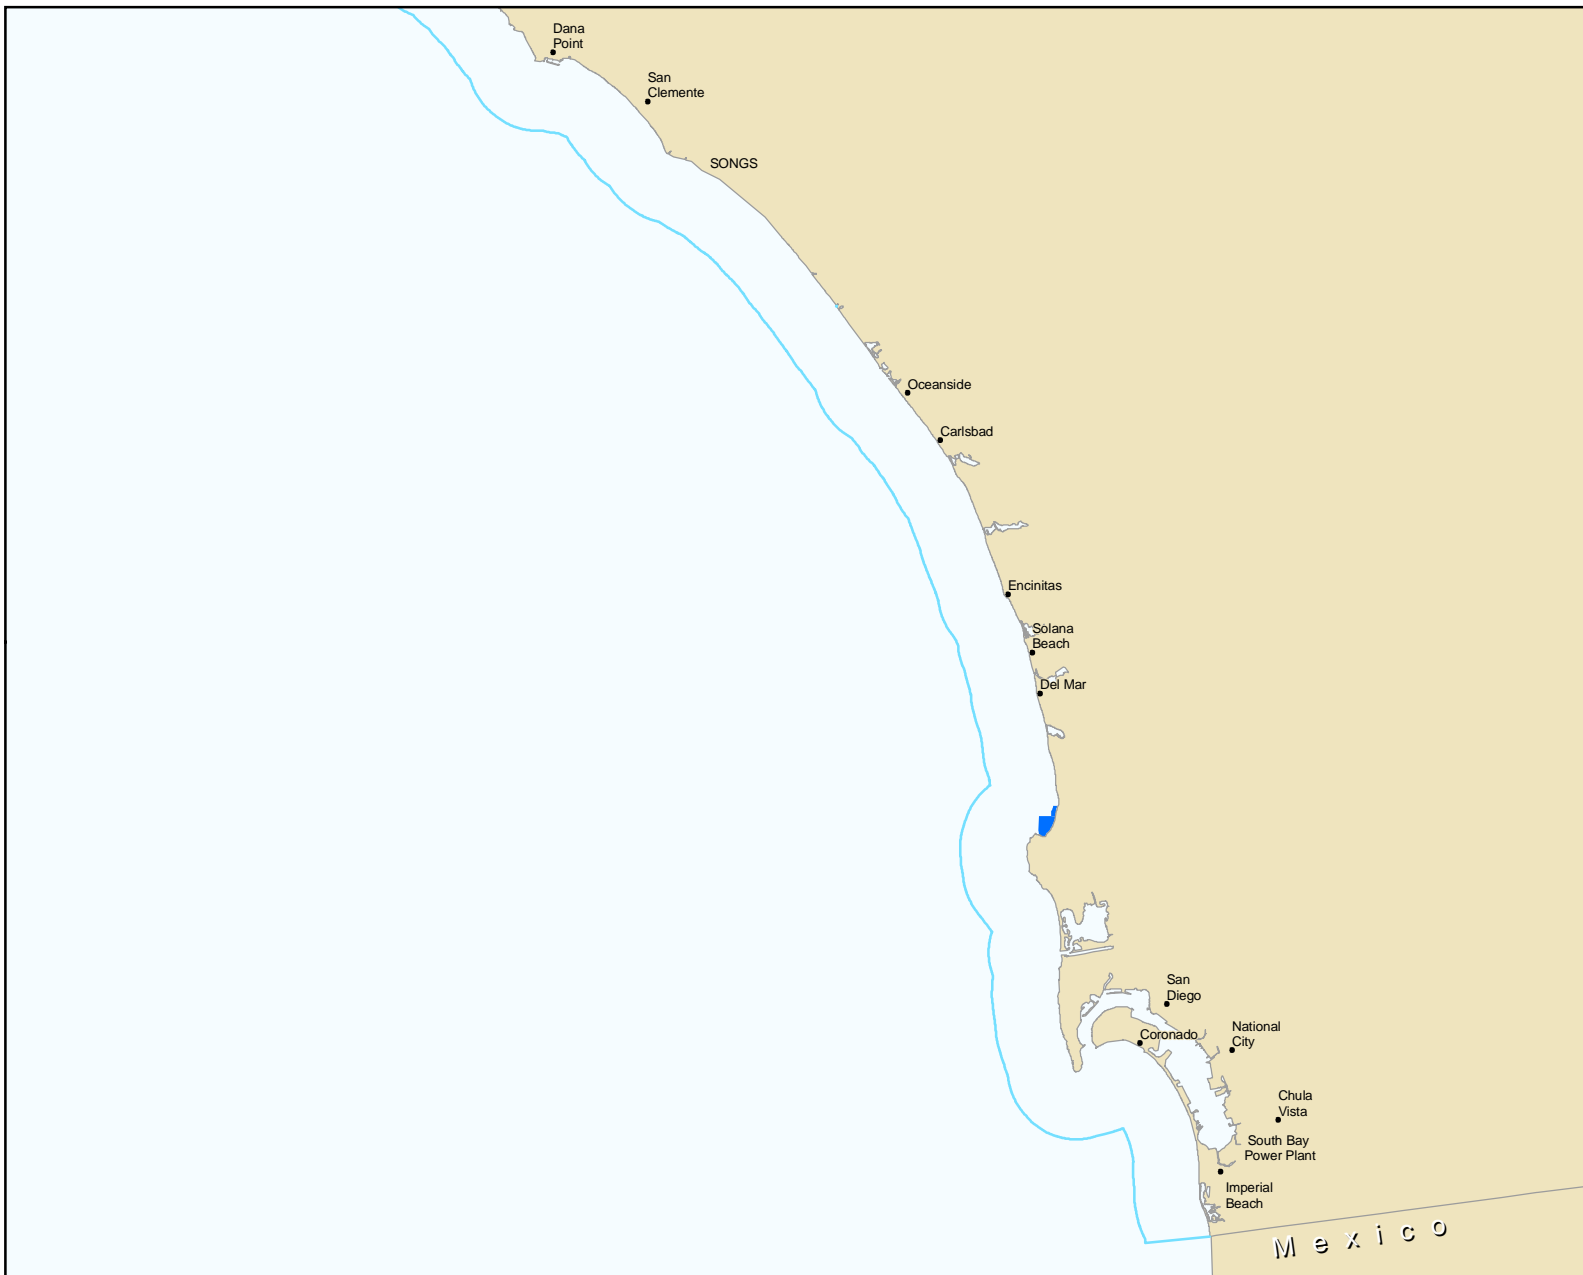 Dana
Point
San
Clemente
SONGS
Oceanside
Carlsbad
Encinitas
Solana
Beach
Del Mar
San
Diego
Coronado
National
City
Chula
Vista
South Bay
Power Plant
Imperial
Beach
Mexico